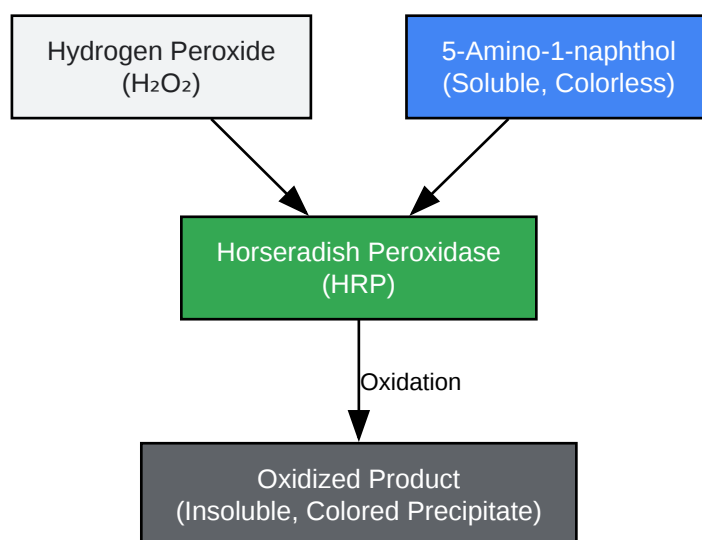 Hydrogen Peroxide
(H₂O₂)
5-Amino-1-naphthol
(Soluble, Colorless)
Horseradish Peroxidase
(HRP)
Oxidation
Oxidized Product
(Insoluble, Colored Precipitate)